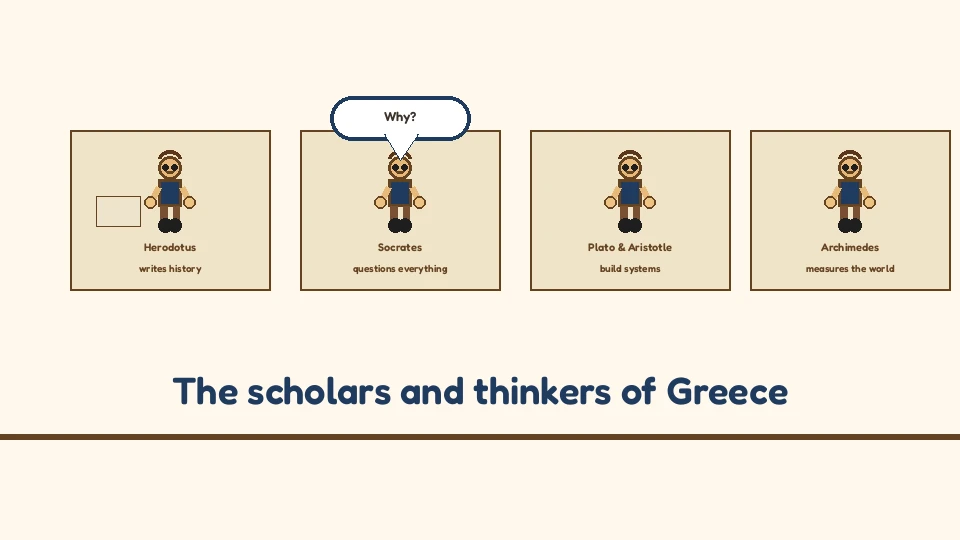 Why?
Herodotus
writes history
Socrates
questions everything
Plato & Aristotle
build systems
Archimedes
measures the world
The scholars and thinkers of Greece